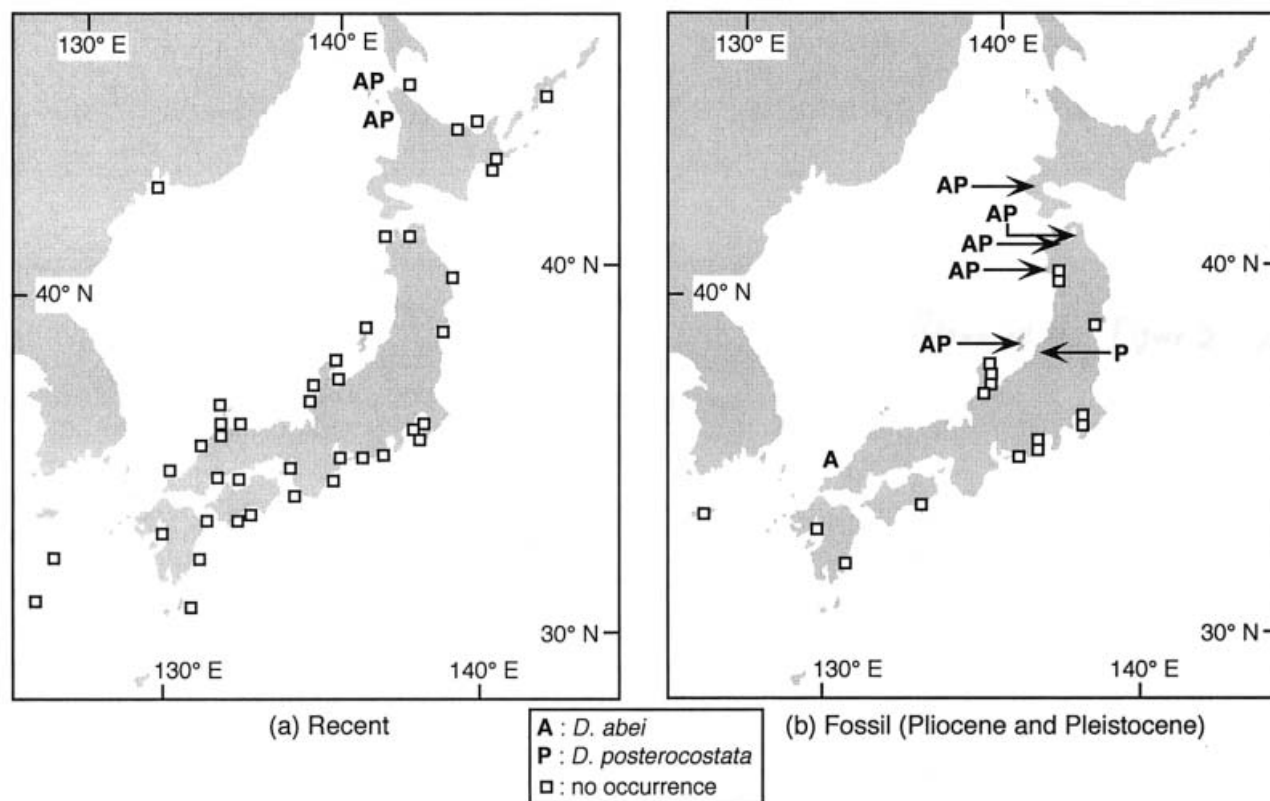 130° E
140° E
AP
AP
40° N
40° N
30° N
130° E
140° E
(a) Recent
130° E
140° E
AP
AP
AP
AP
AP
P
A
40° N
40° N
30° N
130° E
140° E
(b) Fossil (Pliocene and Pleistocene)
A : D. abei
P : D. posterocostata
□ : no occurrence